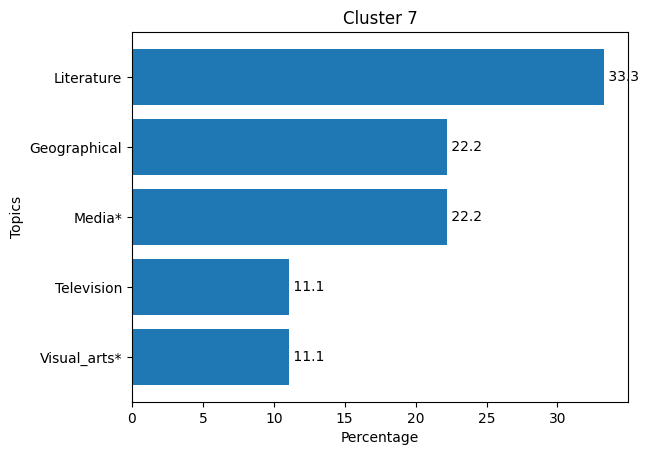 Cluster 7
Literature 33.3
Geographical 22.2
Media* 22.2
Television 11.1
Visual_arts* 11.1
Topics
0 5 10 15 20 25 30
Percentage